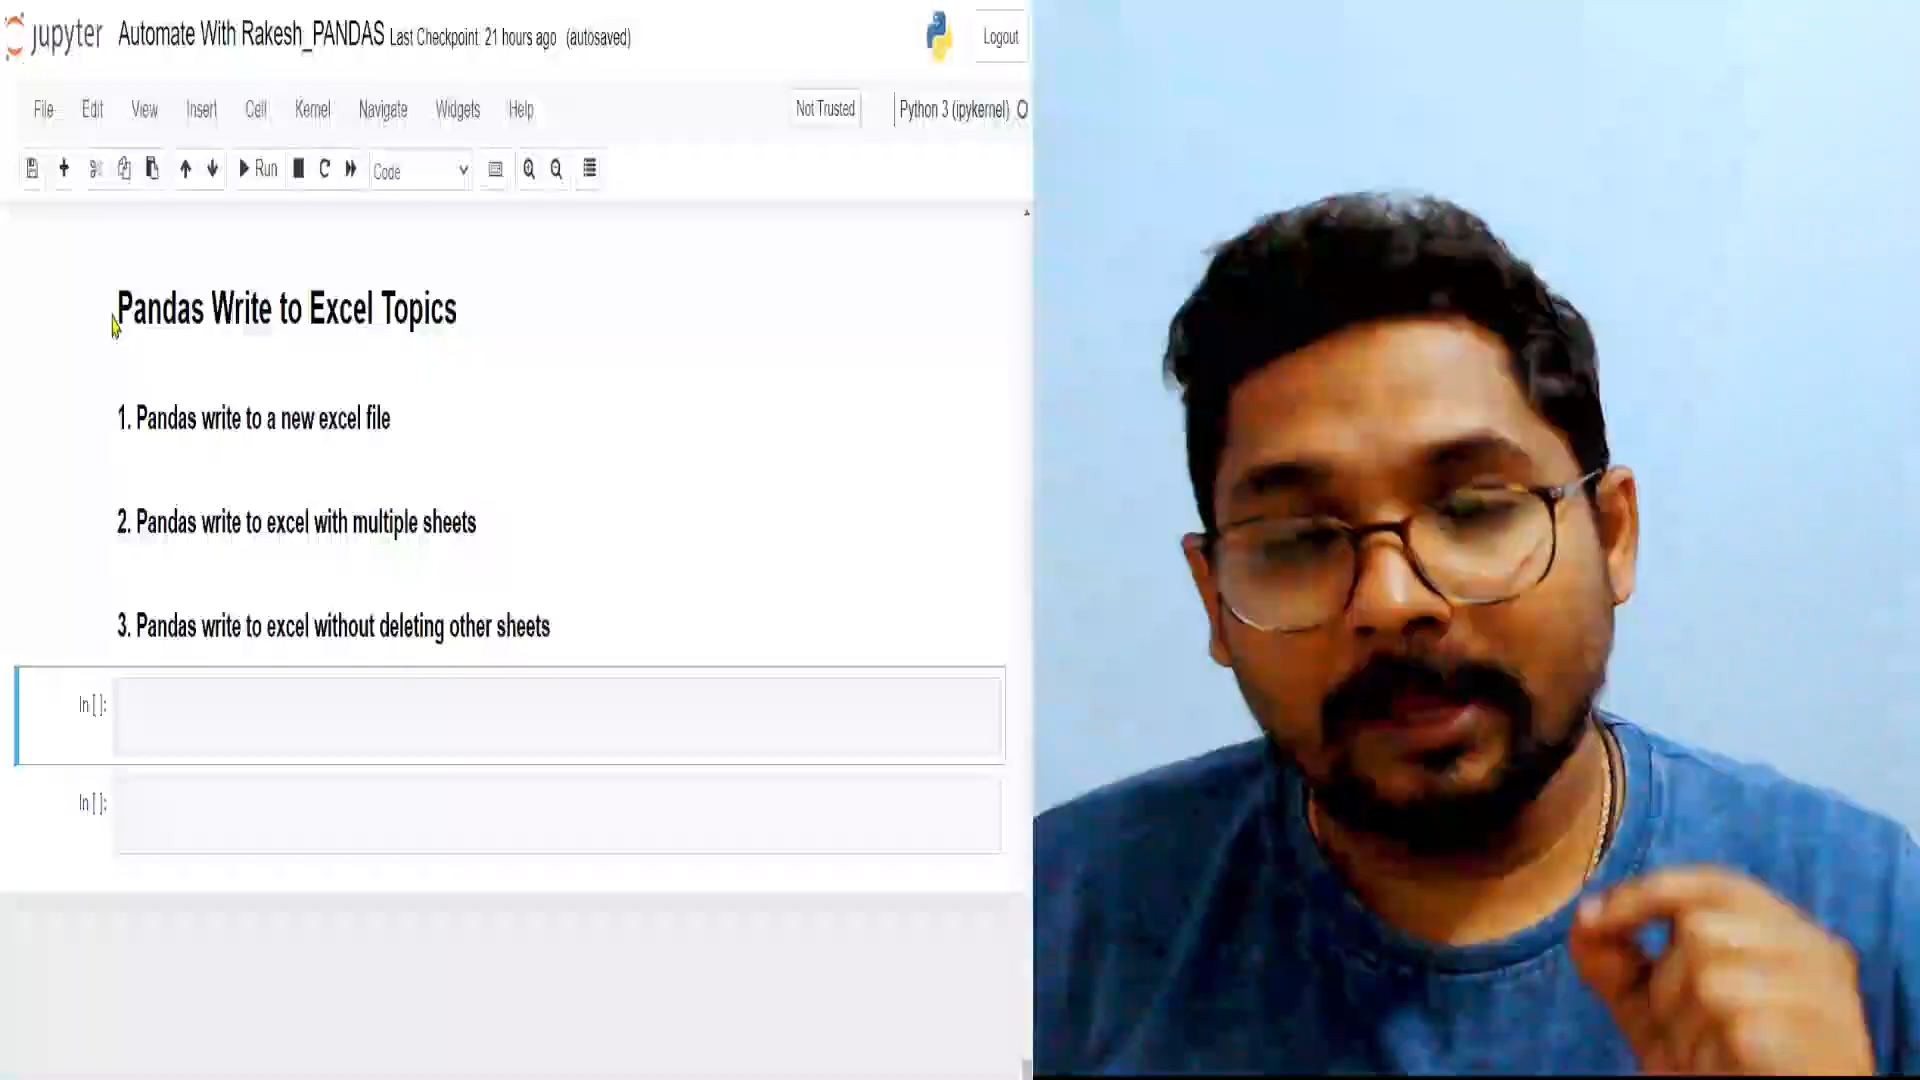 jupyter Automate With Rakesh_PANDAS Last Checkpoint: 21 hours ago (autosaved) Logout
File Edit View Insert Cell Kernel Navigate Widgets Help Not Trusted Python 3 (ipykernel)
Run Code
Pandas Write to Excel Topics
1. Pandas write to a new excel file
2. Pandas write to excel with multiple sheets
3. Pandas write to excel without deleting other sheets
In [ ]:
In [ ]: